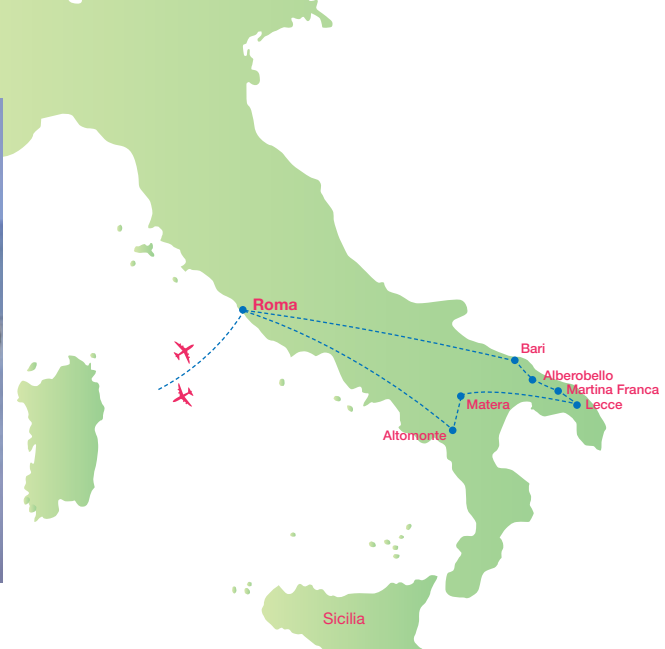 Roma
Bari
Alberobello
Martina Franca
Lecce
Matera
Altomonte
Sicilia